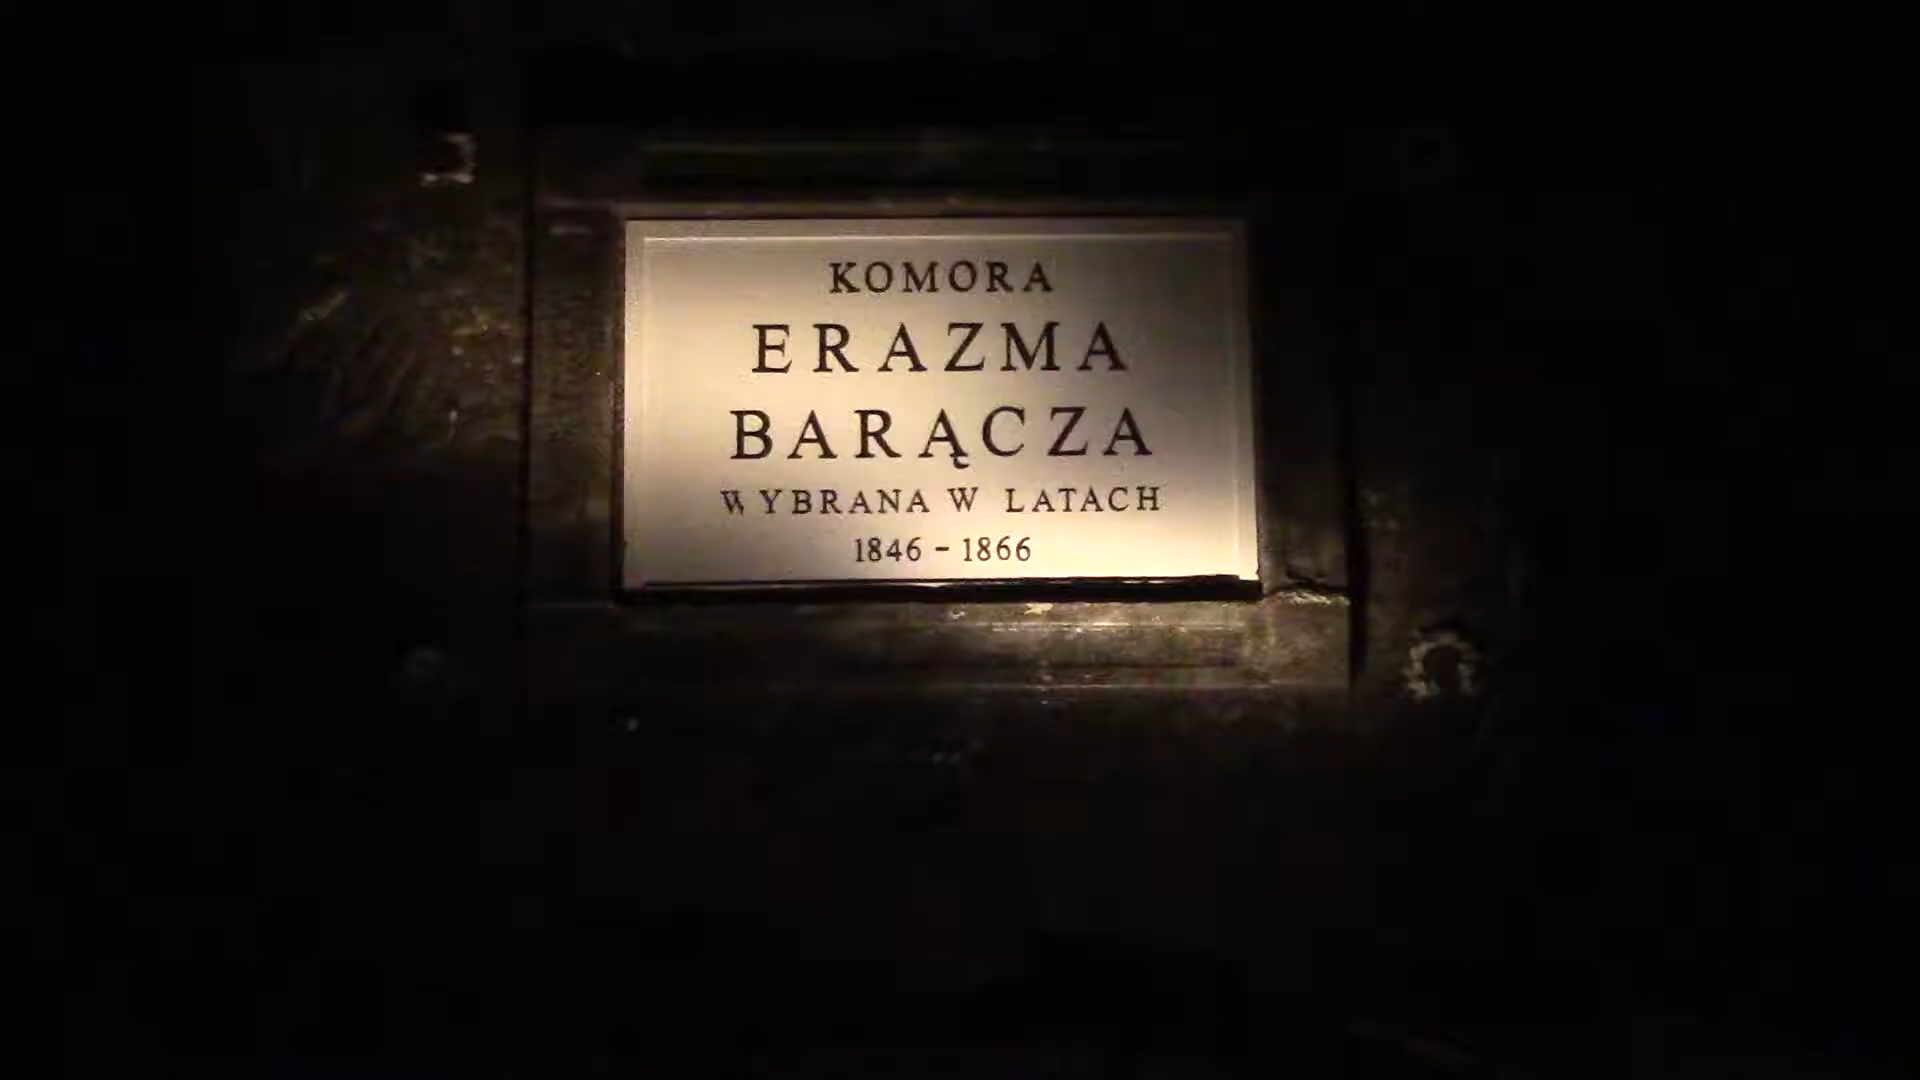 KOMORA
ERAZMA
BARĄCZA
WYBRANA W LATACH
1846 - 1866